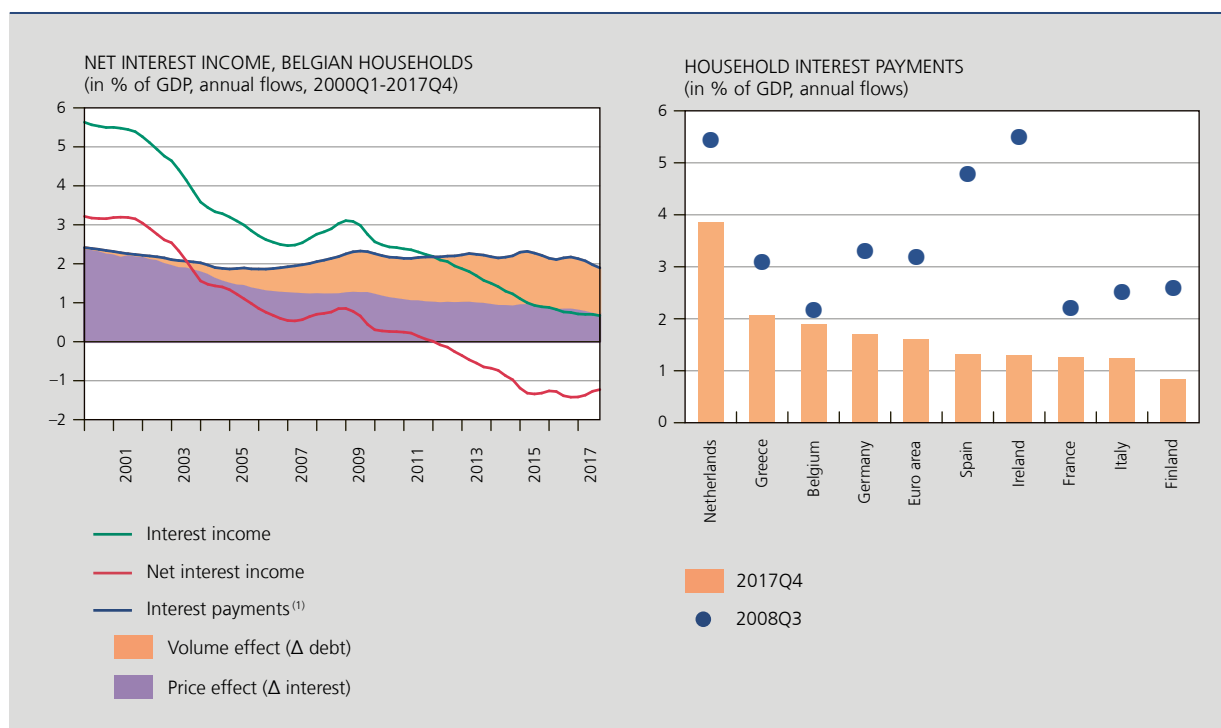 NET INTEREST INCOME, BELGIAN HOUSEHOLDS
(in % of GDP, annual flows, 2000Q1-2017Q4)
6
5
4
3
2
1
0
–1
–2
2001
2003
2005
2007
2009
2011
2013
2015
2017
Interest income
Net interest income
Interest payments (1)
Volume effect (Δ debt)
Price effect (Δ interest)
HOUSEHOLD INTEREST PAYMENTS
(in % of GDP, annual flows)
6
5
4
3
2
1
0
Netherlands
Greece
Belgium
Germany
Euro area
Spain
Ireland
France
Italy
Finland
2017Q4
2008Q3